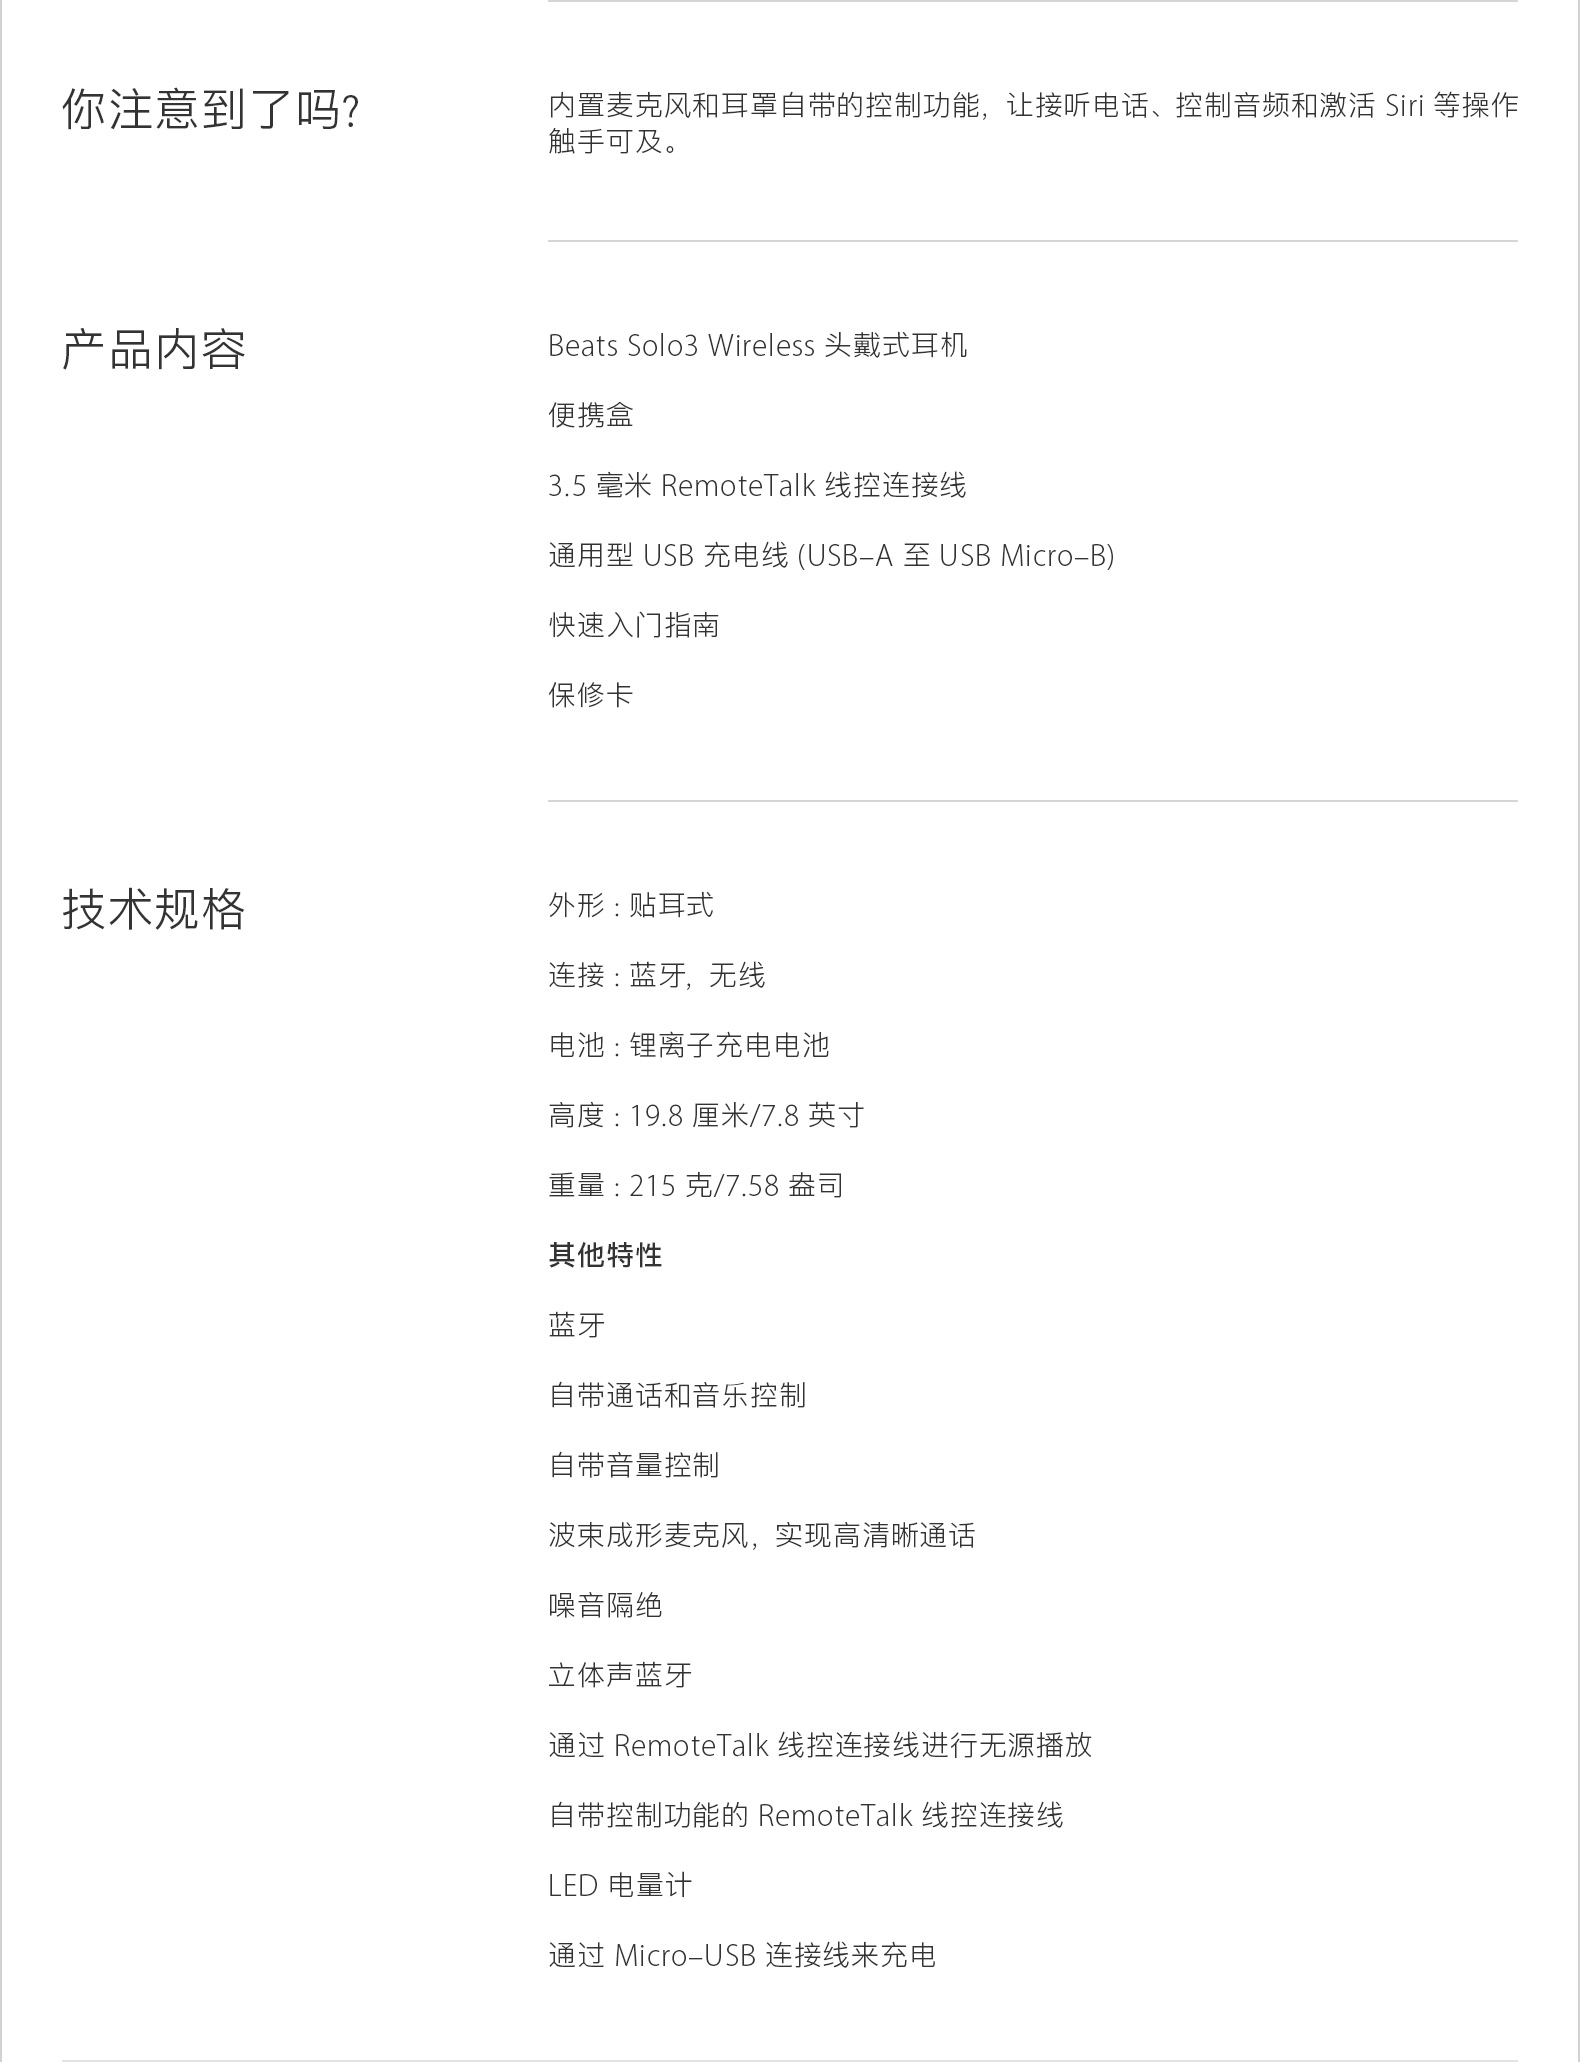 你注意到了吗?
内置麦克风和耳罩自带的控制功能，让接听电话、控制音频和激活 Siri 等操作
触手可及。
产品内容
Beats Solo3 Wireless 头戴式耳机
便携盒
3.5 毫米 RemoteTalk 线控连接线
通用型 USB 充电线 (USB–A 至 USB Micro–B)
快速入门指南
保修卡
技术规格
外形 : 贴耳式
连接 : 蓝牙，无线
电池 : 锂离子充电电池
高度 : 19.8 厘米/7.8 英寸
重量 : 215 克/7.58 盎司
其他特性
蓝牙
自带通话和音乐控制
自带音量控制
波束成形麦克风，实现高清晰通话
噪音隔绝
立体声蓝牙
通过 RemoteTalk 线控连接线进行无源播放
自带控制功能的 RemoteTalk 线控连接线
LED 电量计
通过 Micro–USB 连接线来充电